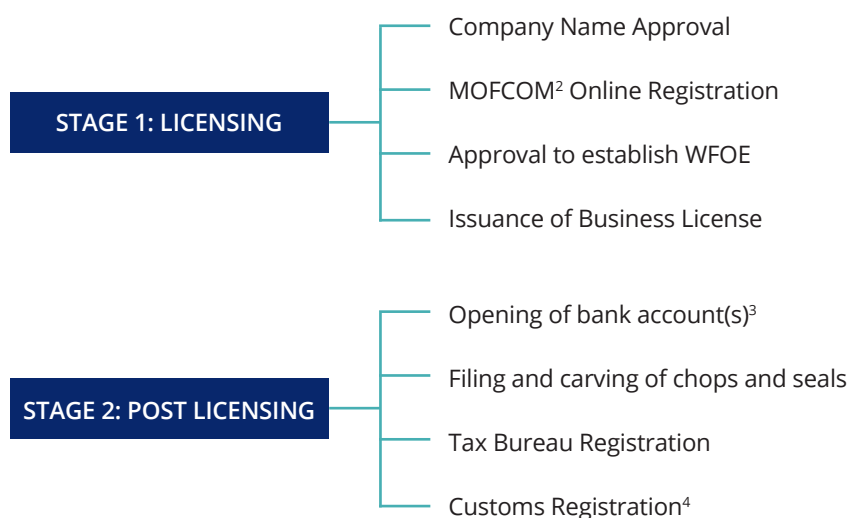 STAGE 1: LICENSING
Company Name Approval
MOFCOM² Online Registration
Approval to establish WFOE
Issuance of Business License
STAGE 2: POST LICENSING
Opening of bank account(s)³
Filing and carving of chops and seals
Tax Bureau Registration
Customs Registration⁴